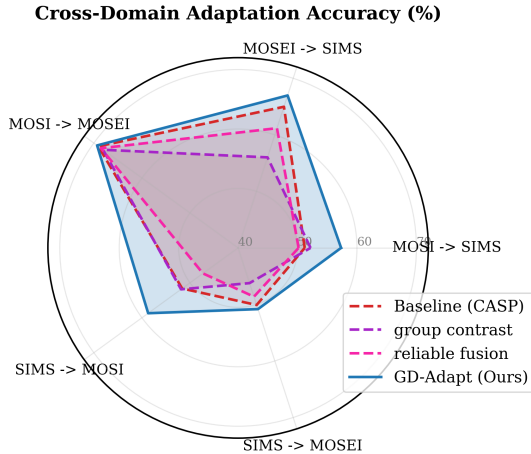 Cross-Domain Adaptation Accuracy (%)
MOSEI -> SIMS
MOSI -> MOSEI
40
60
MOSI -> SIMS
Baseline (CASP)
group contrast
reliable fusion
GD-Adapt (Ours)
SIMS -> MOSI
SIMS -> MOSEI